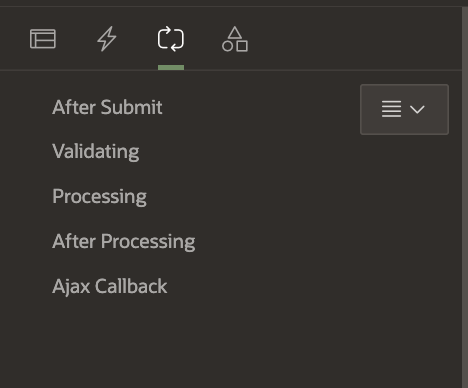 After Submit
Validating
Processing
After Processing
Ajax Callback